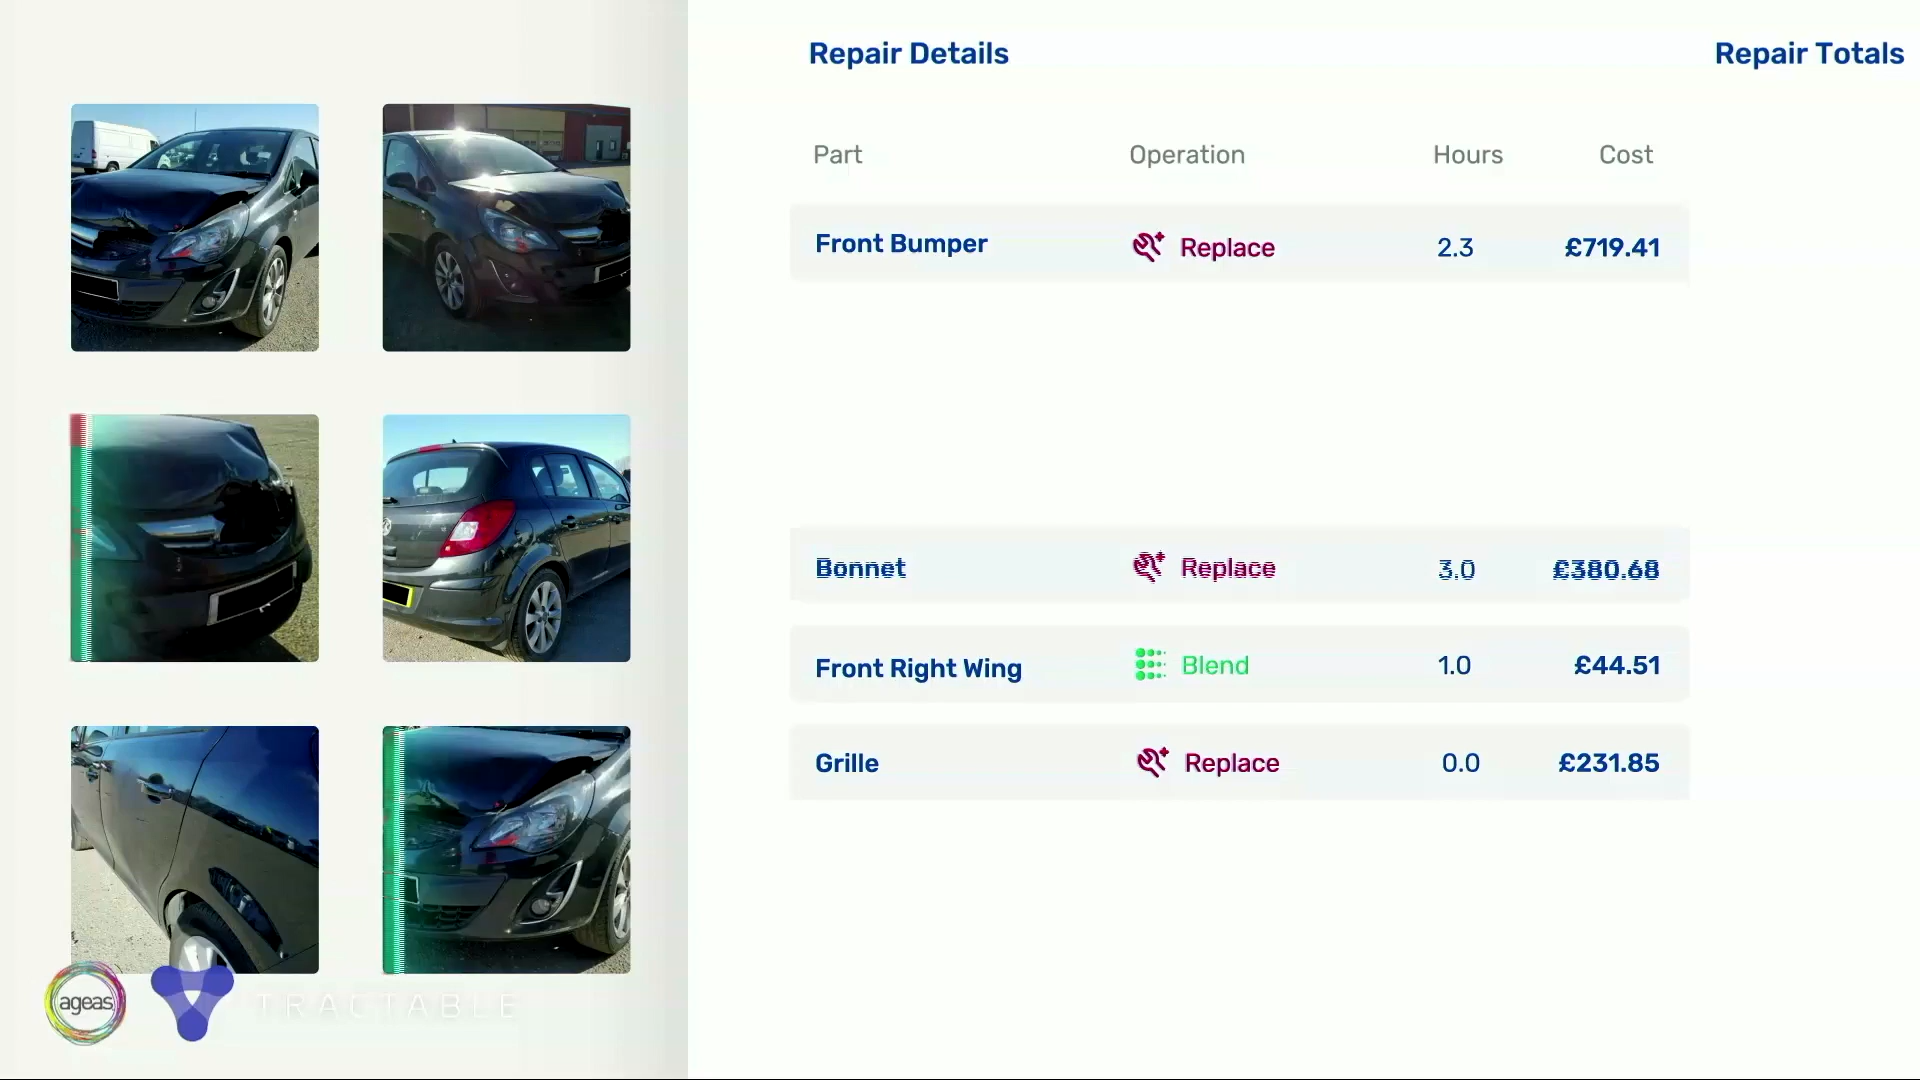 Repair Details
Repair Totals
Part Operation Hours Cost
Front Bumper Replace 2.3 £719.41
Bonnet Replace 3.0 £380.68
Front Right Wing Blend 1.0 £44.51
Grille Replace 0.0 £231.85
ageas TRACTABLE